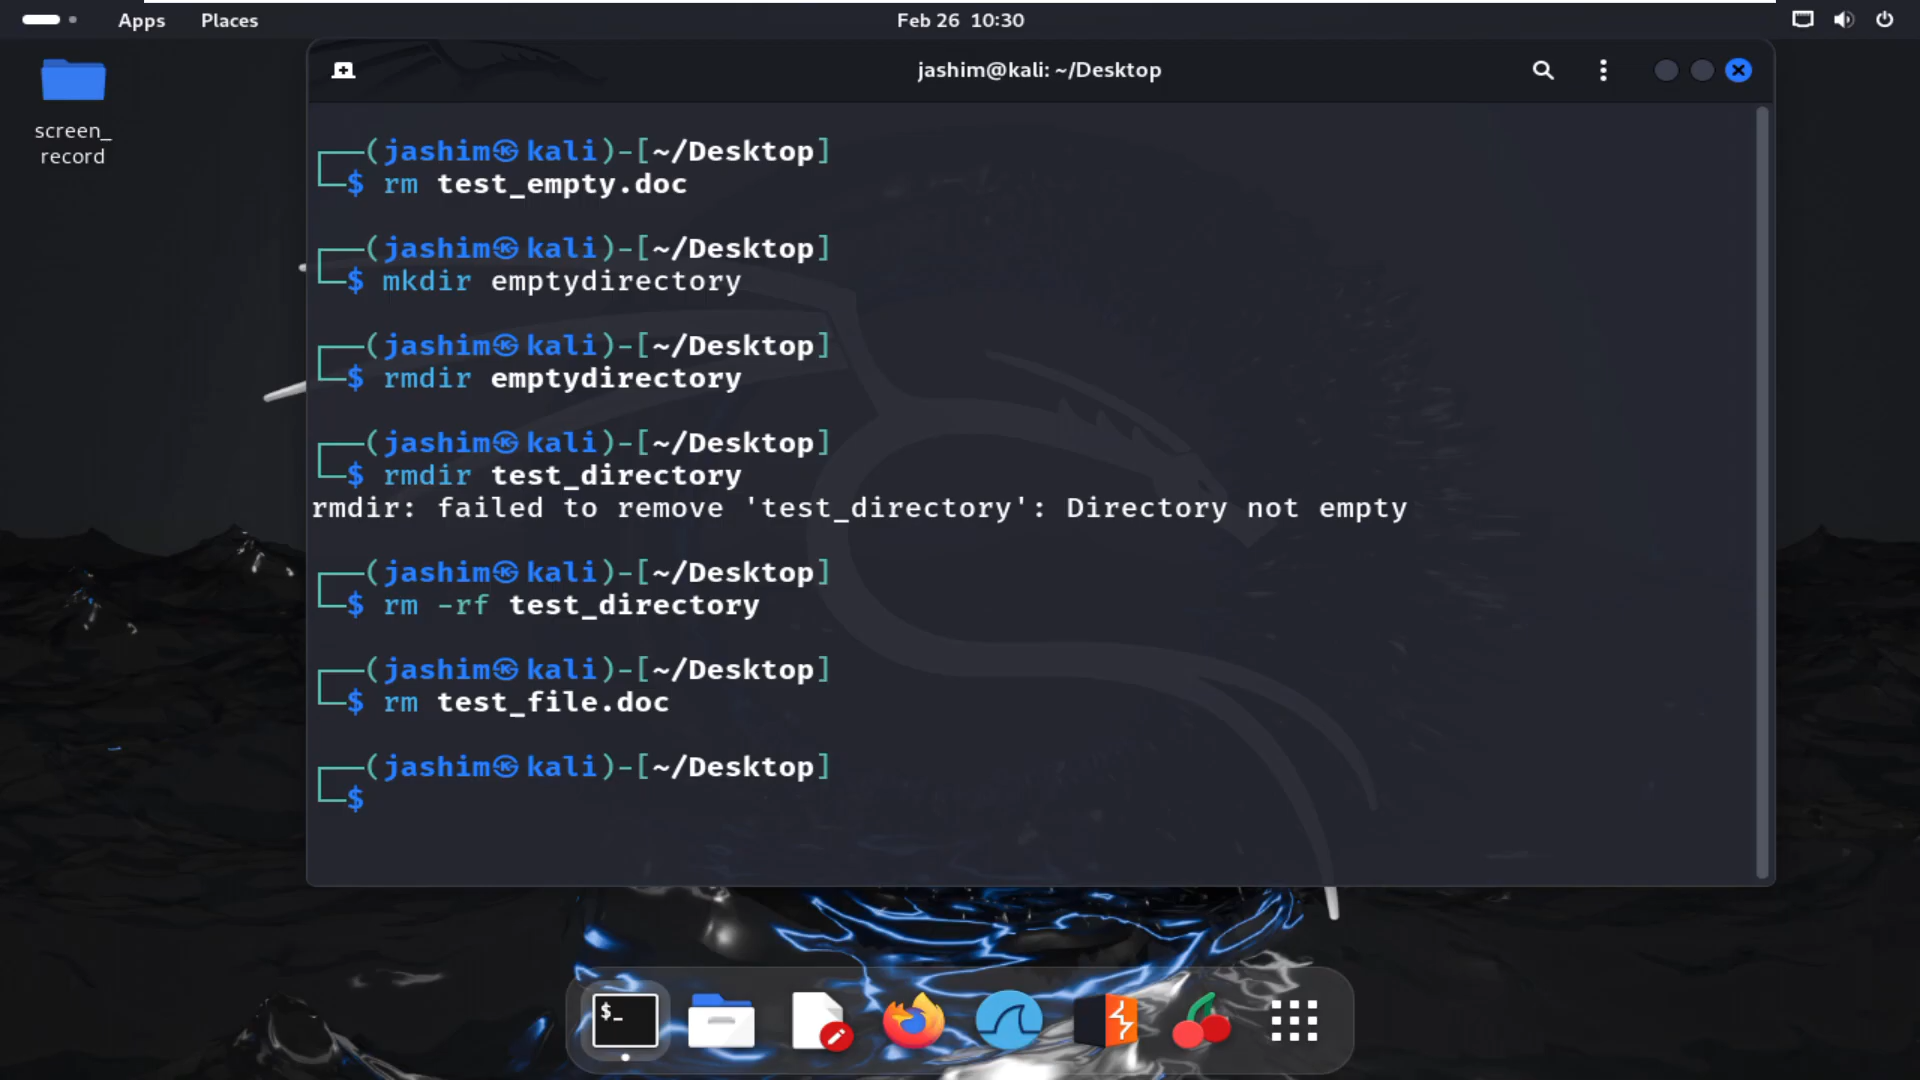 Apps Places Feb 26 10:30
screen_
record
jashim@kali: ~/Desktop
┌──(jashim㉿kali)-[~/Desktop]
└─$ rm test_empty.doc
┌──(jashim㉿kali)-[~/Desktop]
└─$ mkdir emptydirectory
┌──(jashim㉿kali)-[~/Desktop]
└─$ rmdir emptydirectory
┌──(jashim㉿kali)-[~/Desktop]
└─$ rmdir test_directory
rmdir: failed to remove 'test_directory': Directory not empty
┌──(jashim㉿kali)-[~/Desktop]
└─$ rm -rf test_directory
┌──(jashim㉿kali)-[~/Desktop]
└─$ rm test_file.doc
┌──(jashim㉿kali)-[~/Desktop]
└─$
$_